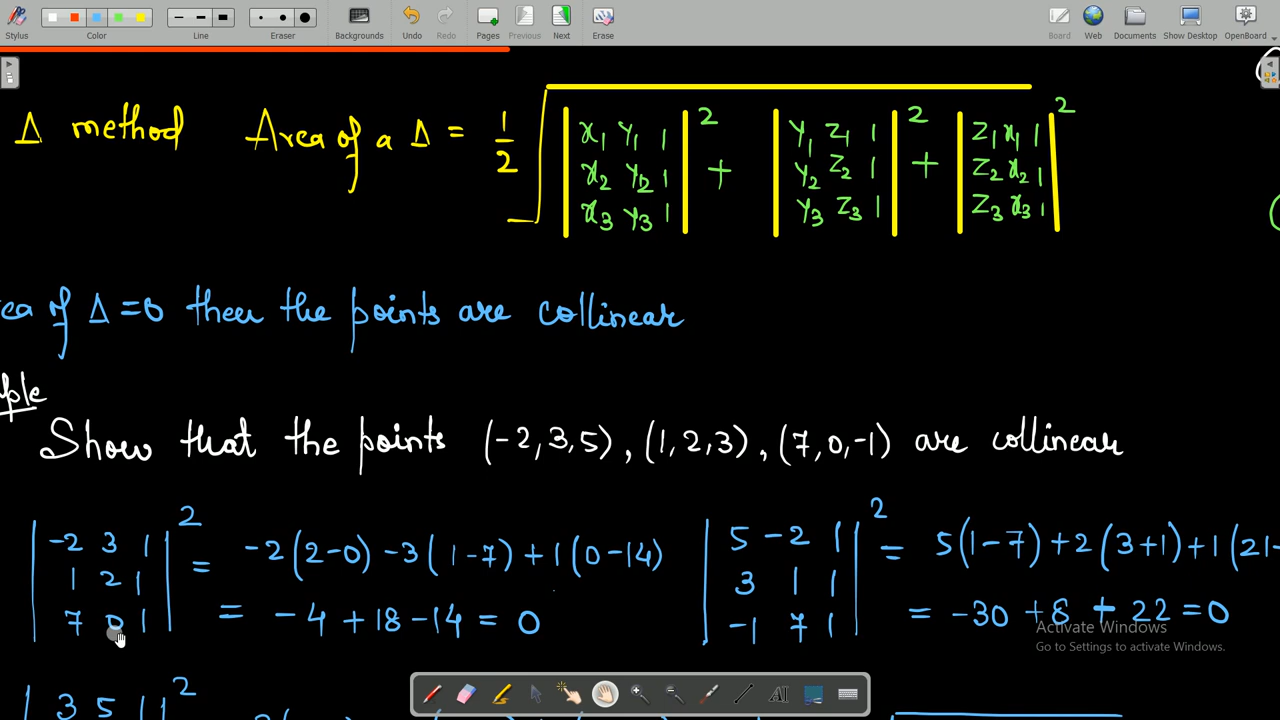 Stylus Color Line Eraser Backgrounds Undo Redo Pages Previous Next Erase Board Web Documents Show Desktop OpenBoard
Δ method Area of a Δ = 1/2 √( |x₁ y₁ 1; x₂ y₂ 1; x₃ y₃ 1|² + |y₁ z₁ 1; y₂ z₂ 1; y₃ z₃ 1|² + |z₁ x₁ 1; z₂ x₂ 1; z₃ x₃ 1|² )
of Δ = 0 then the points are collinear
Show that the points (-2,3,5), (1,2,3), (7,0,-1) are collinear
|-2 3 1; 1 2 1; 7 0 1|² = -2(2-0) -3(1-7) +1(0-14)
= -4 +18 -14 = 0
|5 -2 1; 3 1 1; -1 7 1|² = 5(1-7) +2(3+1) +1(21-
= -30 +8 + 22 = 0
Activate Windows
Go to Settings to activate Windows.
3 5 1 ²